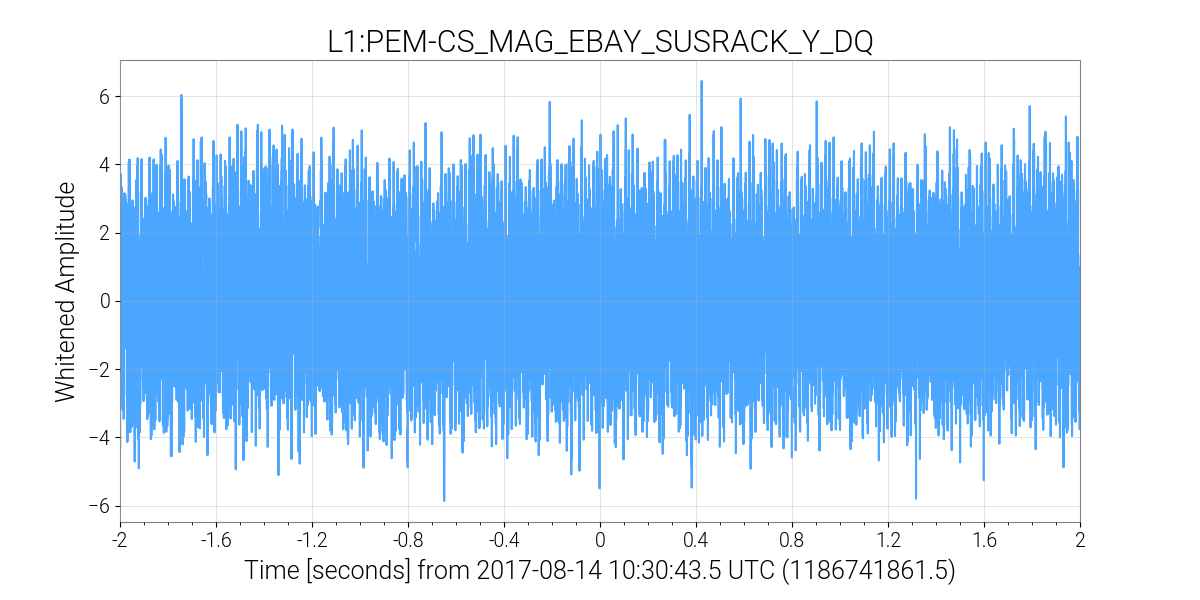 L1:PEM-CS_MAG_EBAY_SUSRACK_Y_DQ
Whitened Amplitude
6
4
2
0
−2
−4
−6
-2 -1.6 -1.2 -0.8 -0.4 0 0.4 0.8 1.2 1.6 2
Time [seconds] from 2017-08-14 10:30:43.5 UTC (1186741861.5)